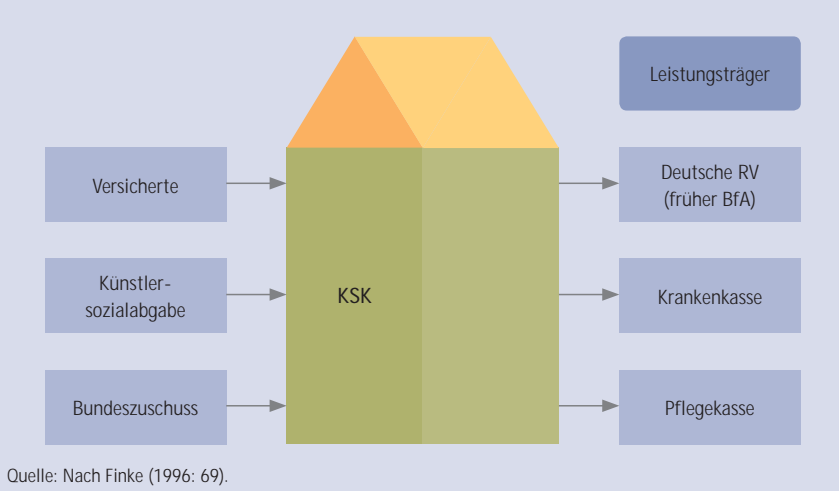 Leistungsträger
Versicherte
Deutsche RV
(früher BfA)
Künstler-
sozialabgabe
KSK
Krankenkasse
Bundeszuschuss
Pflegekasse
Quelle: Nach Finke (1996: 69).